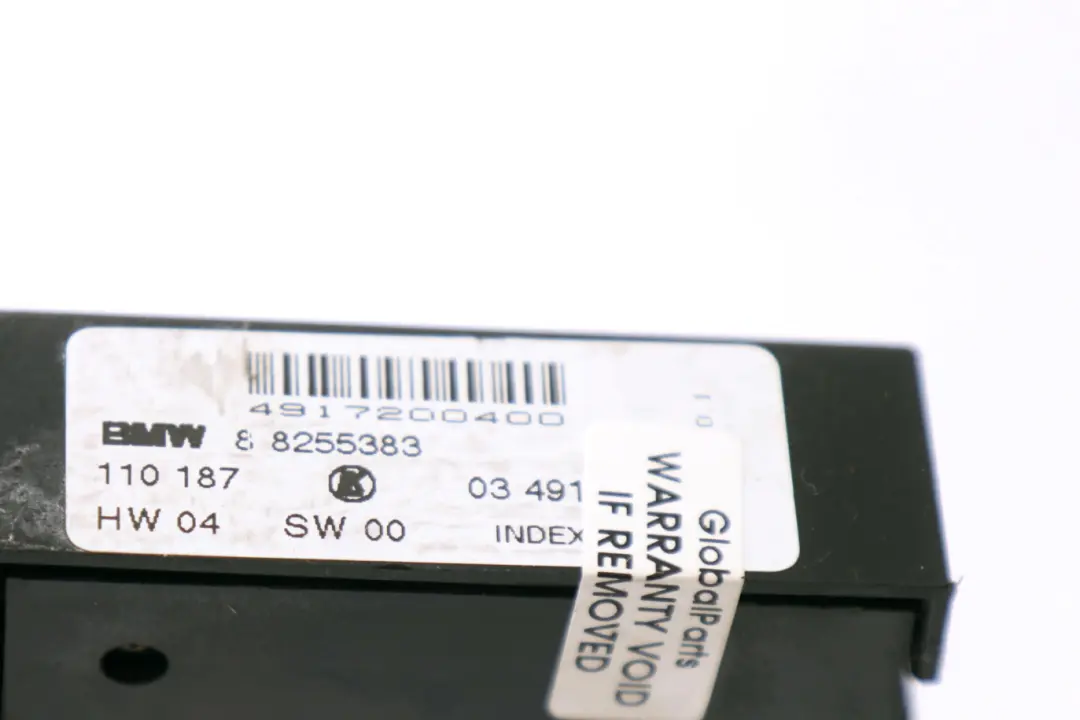 4917200400
BMW 8 8255383
110 187 K 03 491
HW 04 SW 00 INDEX
GlobalParts
WARRANTY VOID
IF REMOVED